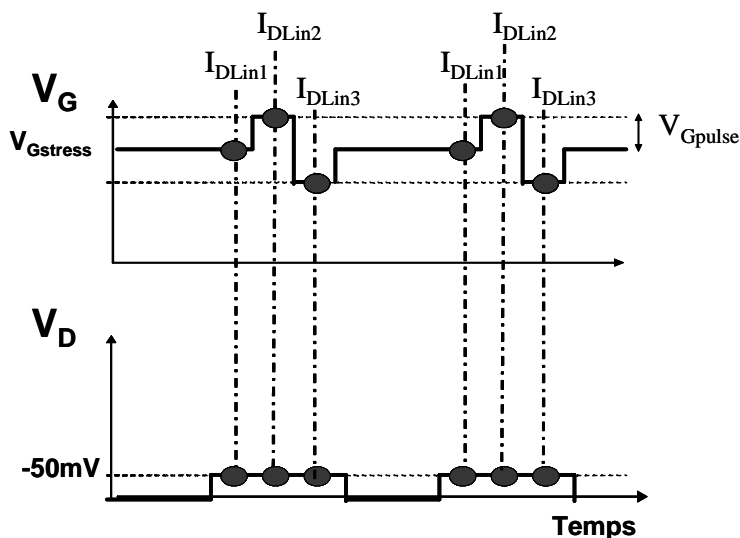 I_DLin2
I_DLin2
I_DLin1
I_DLin1
I_DLin3
I_DLin3
V_G
V_Gpulse
V_Gstress
V_D
-50mV
Temps